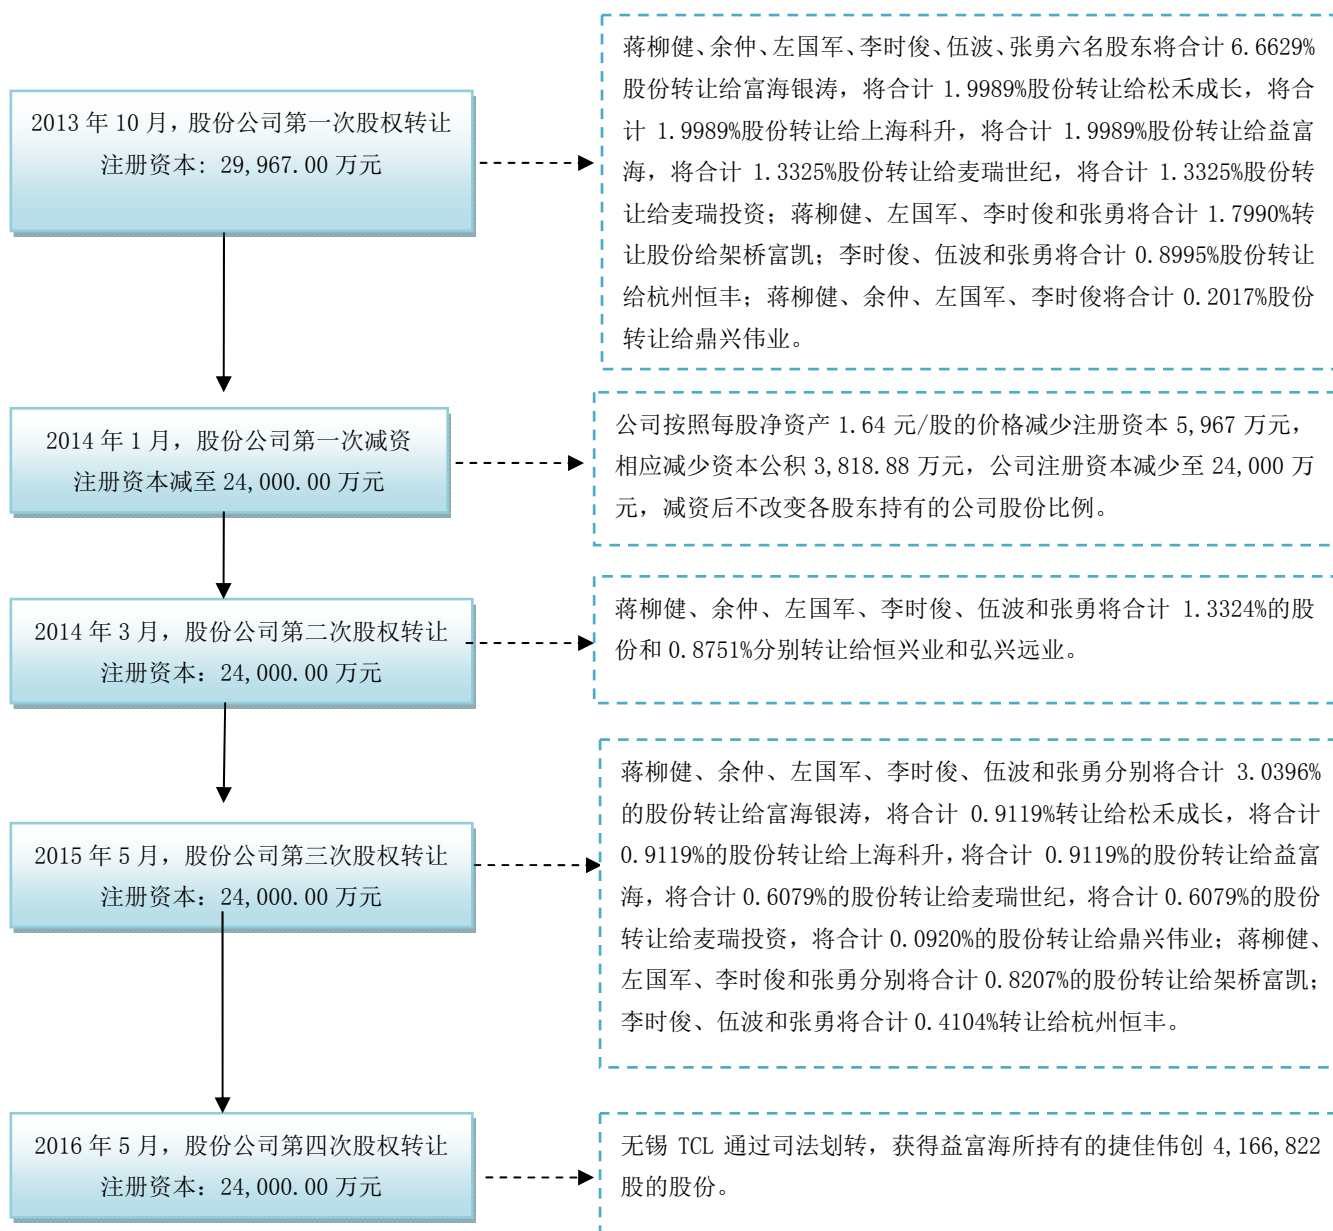 2013 年 10 月，股份公司第一次股权转让
注册资本: 29,967.00 万元
蒋柳健、余仲、左国军、李时俊、伍波、张勇六名股东将合计 6.6629%
股份转让给富海银涛，将合计 1.9989%股份转让给松禾成长，将合
计 1.9989%股份转让给上海科升，将合计 1.9989%股份转让给益富
海，将合计 1.3325%股份转让给麦瑞世纪，将合计 1.3325%股份转
让给麦瑞投资；蒋柳健、左国军、李时俊和张勇将合计 1.7990%转
让股份给架桥富凯；李时俊、伍波和张勇将合计 0.8995%股份转让
给杭州恒丰；蒋柳健、余仲、左国军、李时俊将合计 0.2017%股份
转让给鼎兴伟业。
2014 年 1 月，股份公司第一次减资
注册资本减至 24,000.00 万元
公司按照每股净资产 1.64 元/股的价格减少注册资本 5,967 万元，
相应减少资本公积 3,818.88 万元，公司注册资本减少至 24,000 万
元，减资后不改变各股东持有的公司股份比例。
2014 年 3 月，股份公司第二次股权转让
注册资本：24,000.00 万元
蒋柳健、余仲、左国军、李时俊、伍波和张勇将合计 1.3324%的股
份和 0.8751%分别转让给恒兴业和弘兴远业。
2015 年 5 月，股份公司第三次股权转让
注册资本：24,000.00 万元
蒋柳健、余仲、左国军、李时俊、伍波和张勇分别将合计 3.0396%
的股份转让给富海银涛，将合计 0.9119%转让给松禾成长，将合计
0.9119%的股份转让给上海科升，将合计 0.9119%的股份转让给益富
海，将合计 0.6079%的股份转让给麦瑞世纪，将合计 0.6079%的股份
转让给麦瑞投资，将合计 0.0920%的股份转让给鼎兴伟业；蒋柳健、
左国军、李时俊和张勇分别将合计 0.8207%的股份转让给架桥富凯；
李时俊、伍波和张勇将合计 0.4104%转让给杭州恒丰。
2016 年 5 月，股份公司第四次股权转让
注册资本：24,000.00 万元
无锡 TCL 通过司法划转，获得益富海所持有的捷佳伟创 4,166,822
股的股份。